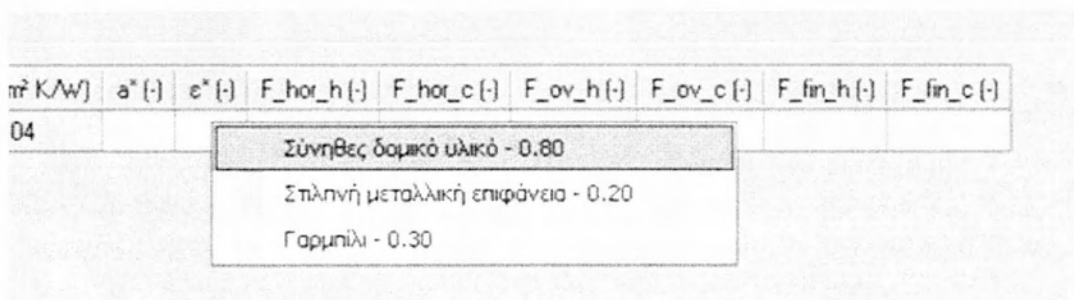 m² K/W) a* (-) ε* (-) F_hor_h (-) F_hor_c (-) F_ov_h (-) F_ov_c (-) F_fin_h (-) F_fin_c (-)
04
Σύνηθες δομικό υλικό - 0.80
Στιλπνή μεταλλική επιφάνεια - 0.20
Γαρμπίλι - 0.30